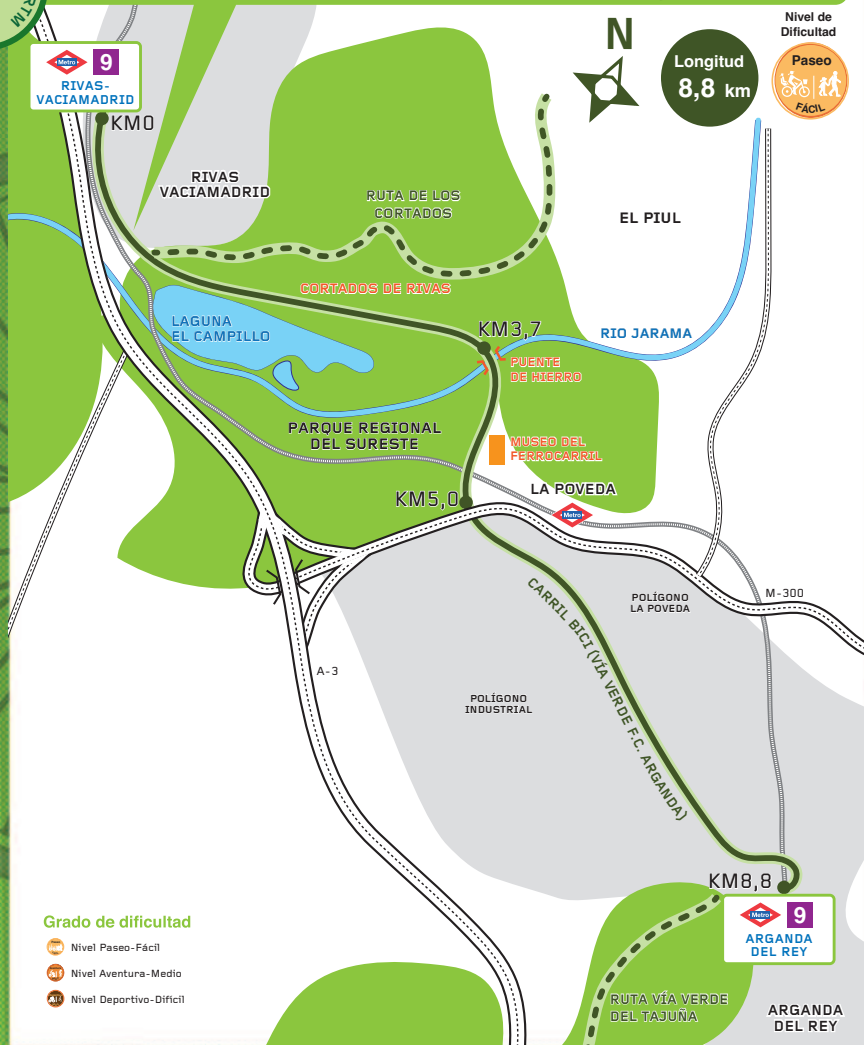 RTM
Metro 9
RIVAS-
VACIAMADRID
KM0
N
Longitud
8,8 km
Nivel de
Dificultad
Paseo
FÁCIL
RIVAS
VACIAMADRID
RUTA DE LOS
CORTADOS
EL PIUL
CORTADOS DE RIVAS
LAGUNA
EL CAMPILLO
KM3,7
RIO JARAMA
PUENTE
DE HIERRO
PARQUE REGIONAL
DEL SURESTE
MUSEO DEL
FERROCARRIL
KM5,0
LA POVEDA
Metro
CARRIL BICI (VÍA VERDE F.C. ARGANDA)
POLÍGONO
LA POVEDA
M-300
A-3
POLÍGONO
INDUSTRIAL
KM8,8
Metro 9
ARGANDA
DEL REY
Grado de dificultad
Nivel Paseo-Fácil
Nivel Aventura-Medio
Nivel Deportivo-Dificil
RUTA VÍA VERDE
DEL TAJUÑA
ARGANDA
DEL REY